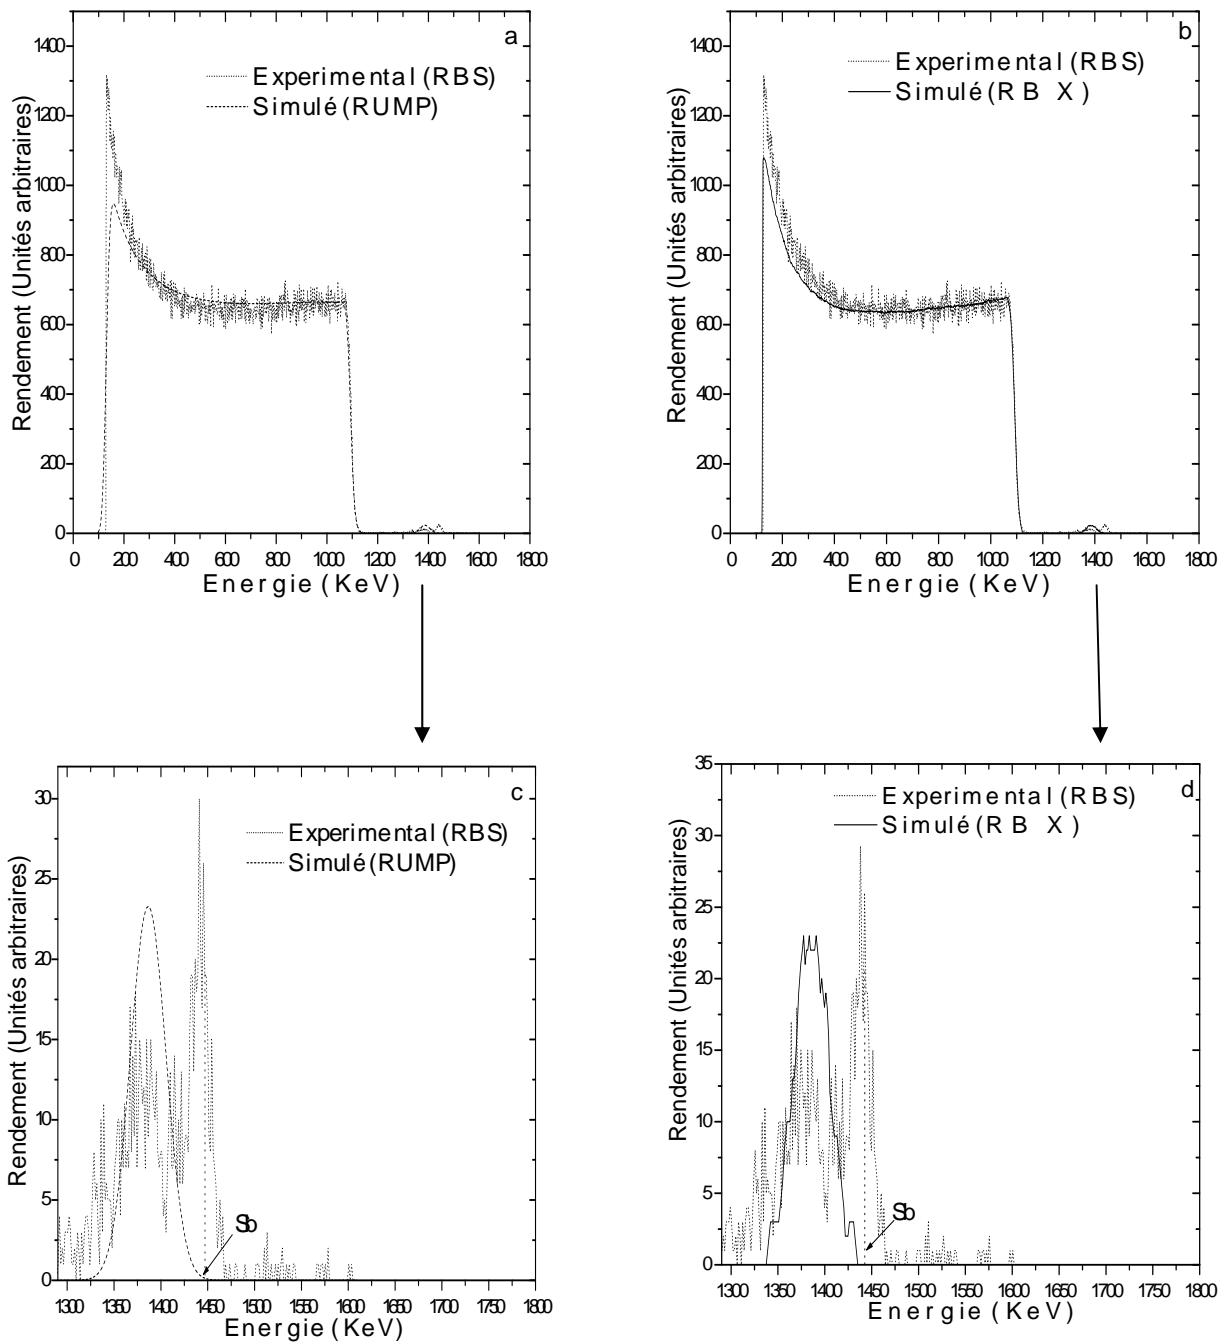 a
Experimental (RBS)
Simulé (RUMP)
Rendement (Unités arbitraires)
1400
1200
1000
800
600
400
200
0
0 200 400 600 800 1000 1200 1400 1600 1800
Energie (KeV)
b
Experimental (RBS)
Simulé (RB X)
Rendement (Unités arbitraires)
1400
1200
1000
800
600
400
200
0
0 200 400 600 800 1000 1200 1400 1600 1800
Energie (KeV)
c
Experimental (RBS)
Simulé (RUMP)
Rendement (Unités arbitraires)
30
25
20
15
10
5
0
Sb
1300 1350 1400 1450 1500 1550 1600 1650 1700 1750 1800
Energie (KeV)
d
Experimental (RBS)
Simulé (RB X)
Rendement (Unités arbitraires)
35
30
25
20
15
10
5
0
Sb
1300 1350 1400 1450 1500 1550 1600 1650 1700 1750 1800
Energie (KeV)